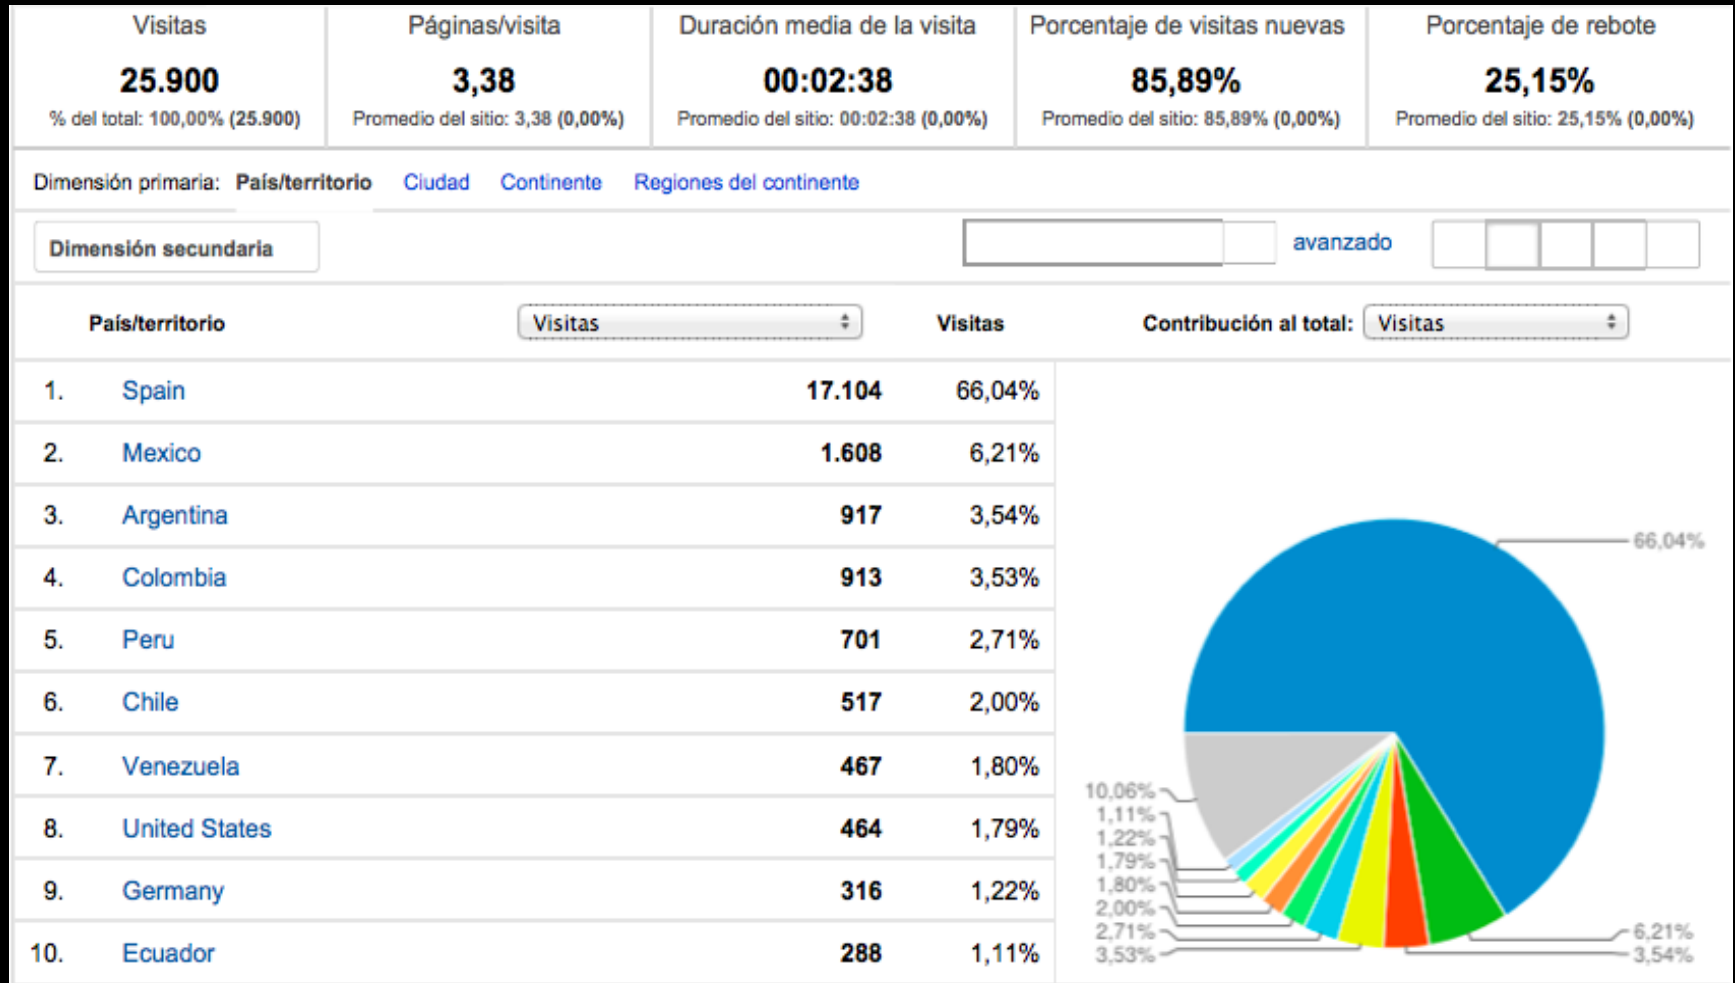 Visitas Páginas/visita Duración media de la visita Porcentaje de visitas nuevas Porcentaje de rebote
25.900 3,38 00:02:38 85,89% 25,15%
% del total: 100,00% (25.900) Promedio del sitio: 3,38 (0,00%) Promedio del sitio: 00:02:38 (0,00%) Promedio del sitio: 85,89% (0,00%) Promedio del sitio: 25,15% (0,00%)
Dimensión primaria: País/territorio Ciudad Continente Regiones del continente
Dimensión secundaria avanzado
País/territorio Visitas Visitas Contribución al total: Visitas
1. Spain 17.104 66,04%
2. Mexico 1.608 6,21%
3. Argentina 917 3,54%
4. Colombia 913 3,53%
5. Peru 701 2,71%
6. Chile 517 2,00%
7. Venezuela 467 1,80%
8. United States 464 1,79%
9. Germany 316 1,22%
10. Ecuador 288 1,11%
66,04%
10,06%
1,11%
1,22%
1,79%
1,80%
2,00%
2,71% 6,21%
3,53% 3,54%